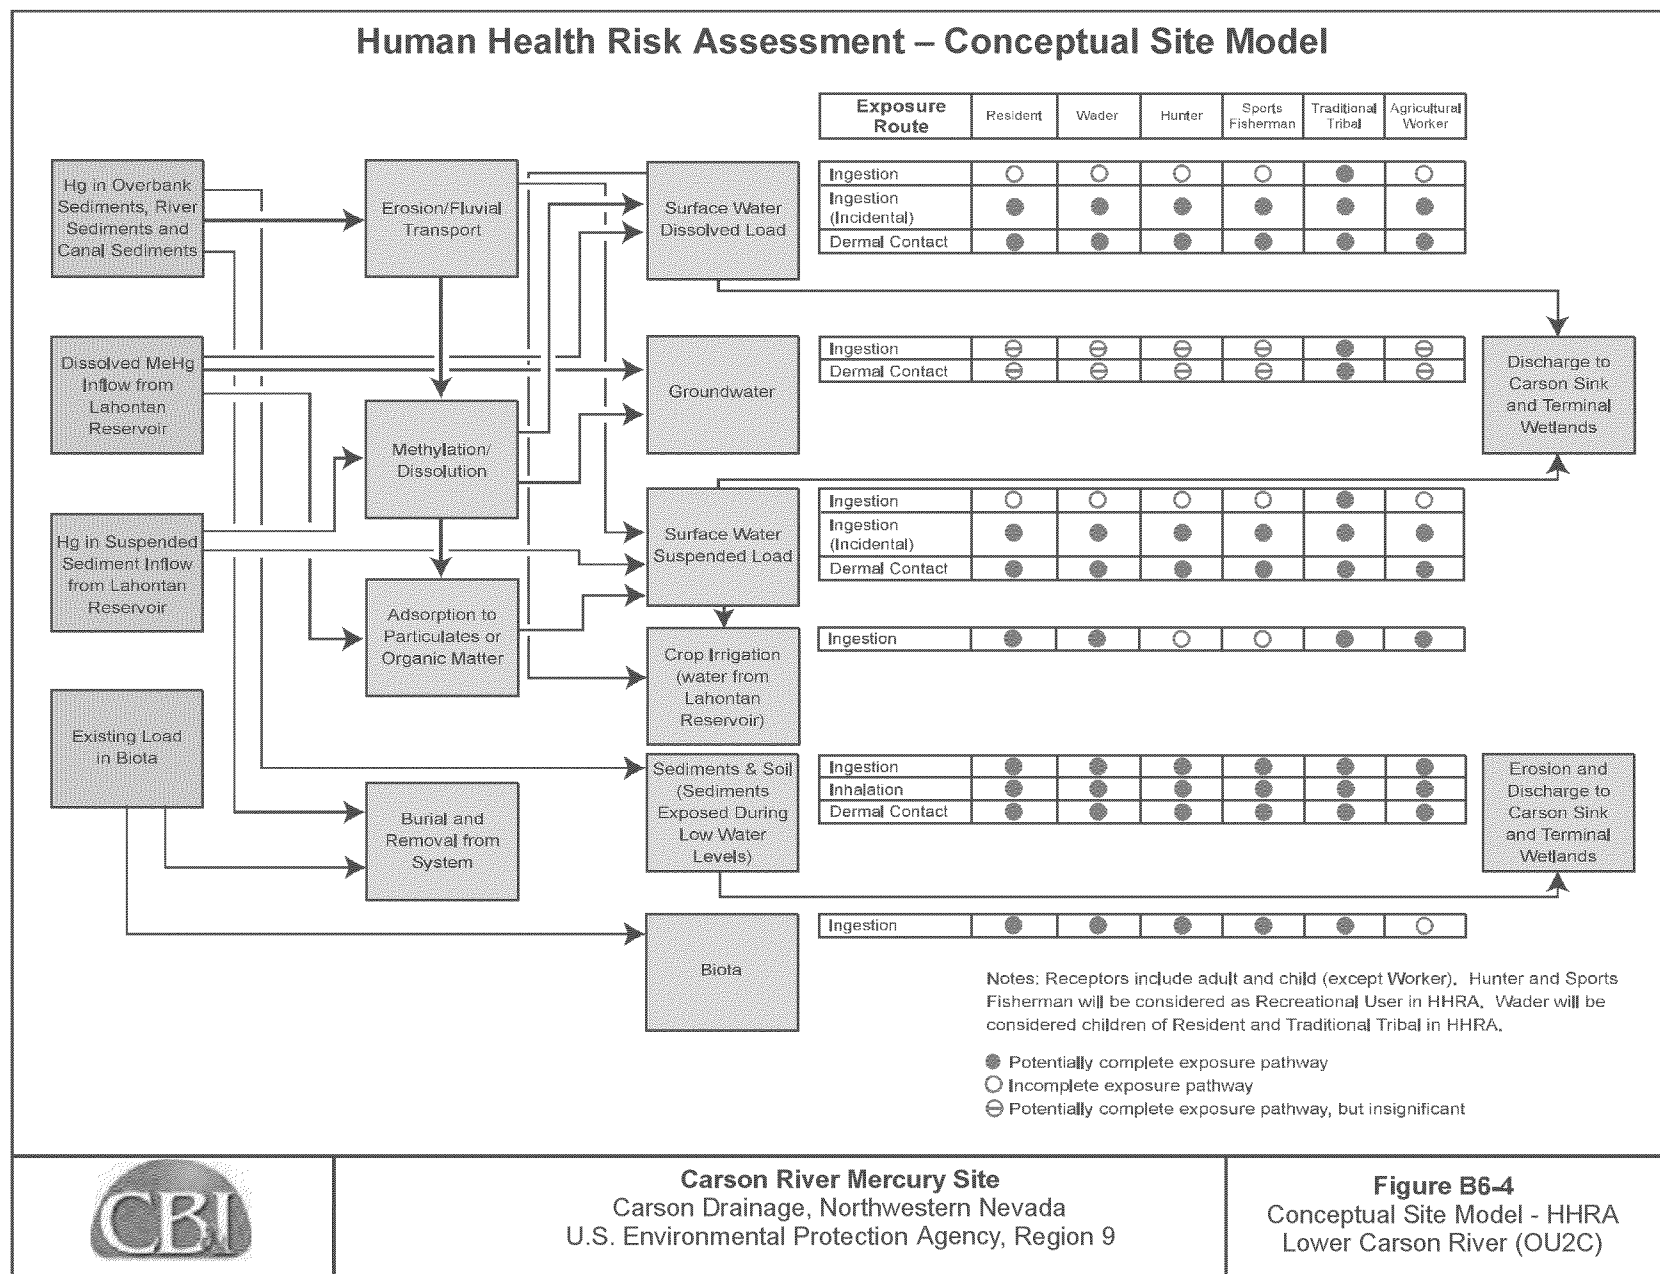 Human Health Risk Assessment – Conceptual Site Model
Exposure
Route
Resident
Wader
Hunter
Sports
Fisherman
Traditional
Tribal
Agricultural
Worker
Hg in Overbank
Sediments, River
Sediments and
Canal Sediments
Erosion/Fluvial
Transport
Surface Water
Dissolved Load
Ingestion
Ingestion
(Incidental)
Dermal Contact
Dissolved MeHg
Inflow from
Lahontan
Reservoir
Groundwater
Ingestion
Dermal Contact
Discharge to
Carson Sink
and Terminal
Wetlands
Methylation/
Dissolution
Hg in Suspended
Sediment Inflow
from Lahontan
Reservoir
Surface Water
Suspended Load
Ingestion
Ingestion
(Incidental)
Dermal Contact
Adsorption to
Particulates or
Organic Matter
Crop Irrigation
(water from
Lahontan
Reservoir)
Ingestion
Existing Load
in Biota
Burial and
Removal from
System
Sediments & Soil
(Sediments
Exposed During
Low Water
Levels)
Ingestion
Inhalation
Dermal Contact
Erosion and
Discharge to
Carson Sink
and Terminal
Wetlands
Biota
Ingestion
Notes: Receptors include adult and child (except Worker). Hunter and Sports
Fisherman will be considered as Recreational User in HHRA. Wader will be
considered children of Resident and Traditional Tribal in HHRA.
Potentially complete exposure pathway
Incomplete exposure pathway
Potentially complete exposure pathway, but insignificant
CBI
Carson River Mercury Site
Carson Drainage, Northwestern Nevada
U.S. Environmental Protection Agency, Region 9
Figure B6-4
Conceptual Site Model - HHRA
Lower Carson River (OU2C)